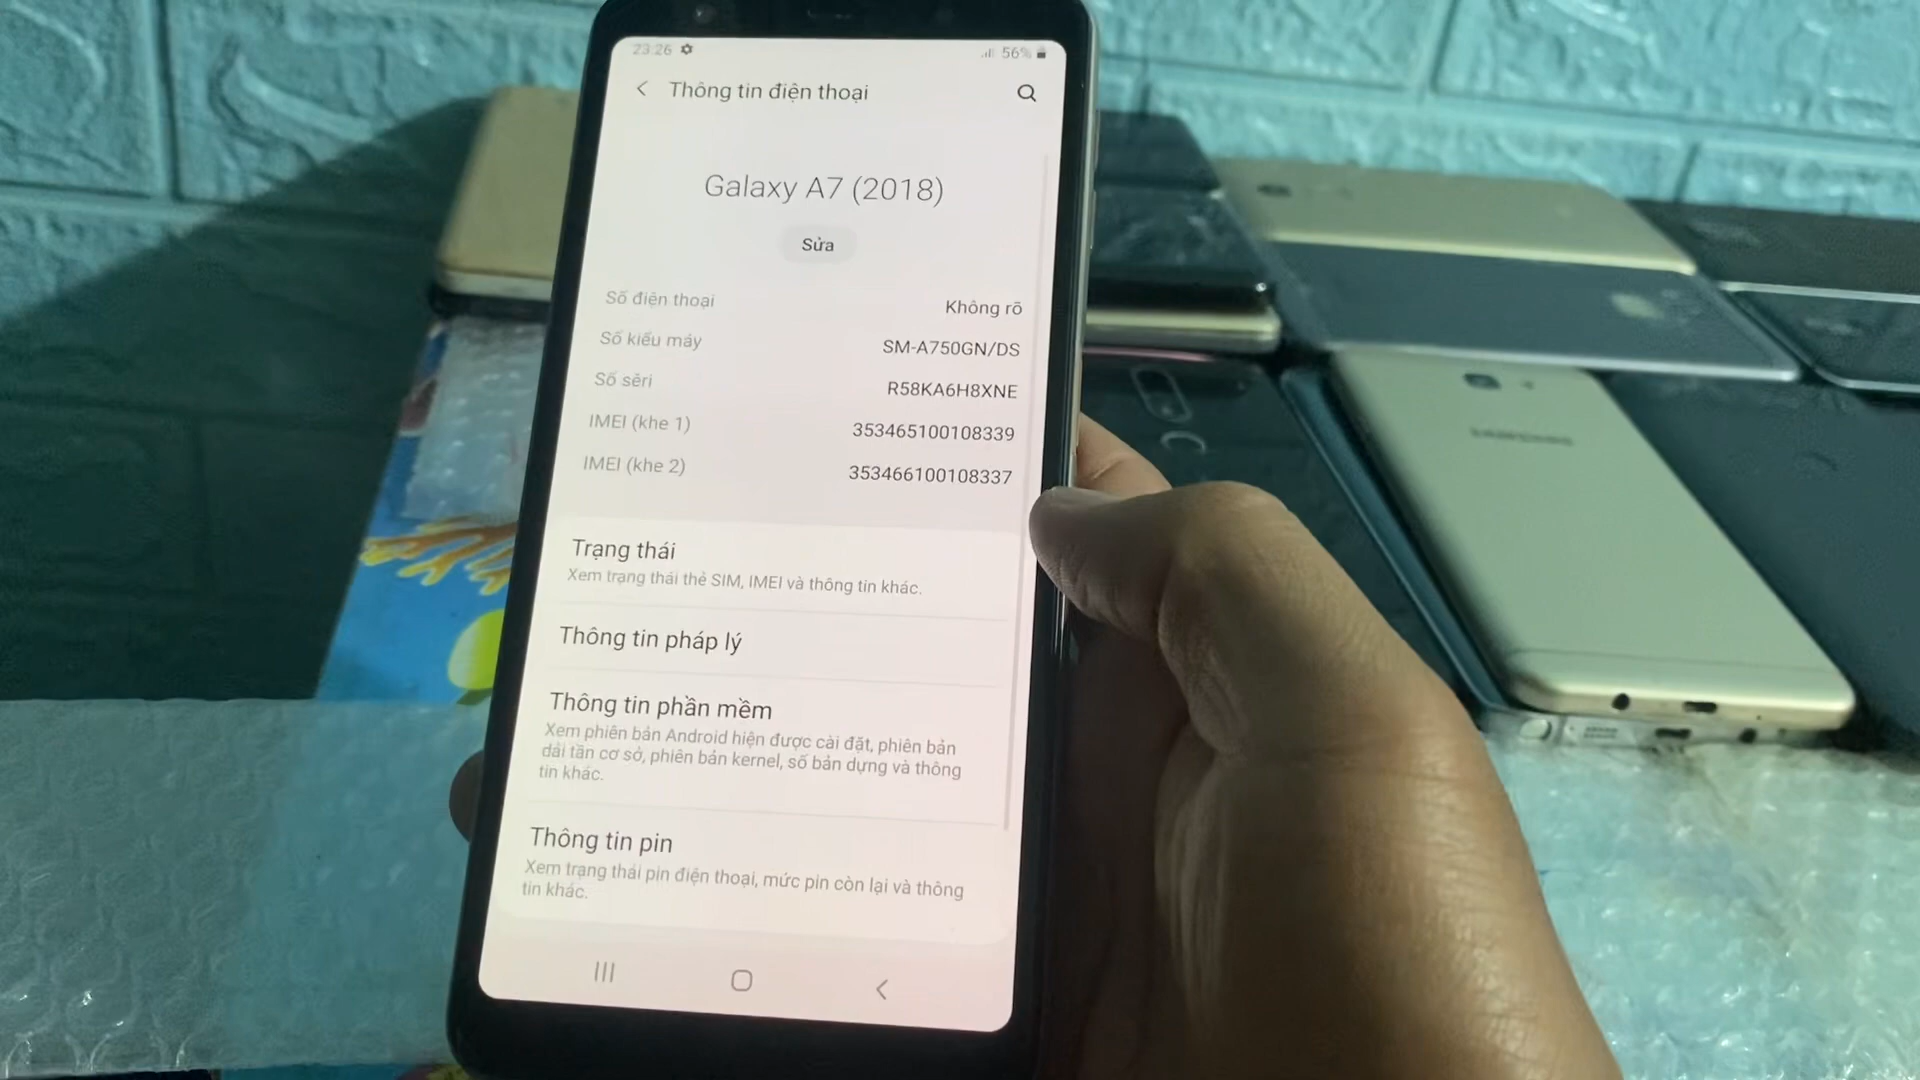 23:26
56%
Thông tin điện thoại
Galaxy A7 (2018)
Sửa
Số điện thoại Không rõ
Số kiểu máy SM-A750GN/DS
Số sêri R58KA6H8XNE
IMEI (khe 1) 353465100108339
IMEI (khe 2) 353466100108337
Trạng thái
Xem trạng thái thẻ SIM, IMEI và thông tin khác.
Thông tin pháp lý
Thông tin phần mềm
Xem phiên bản Android hiện được cài đặt, phiên bản
dải tần cơ sở, phiên bản kernel, số bản dựng và thông
tin khác.
Thông tin pin
Xem trạng thái pin điện thoại, mức pin còn lại và thông
tin khác.
SAMSUNG